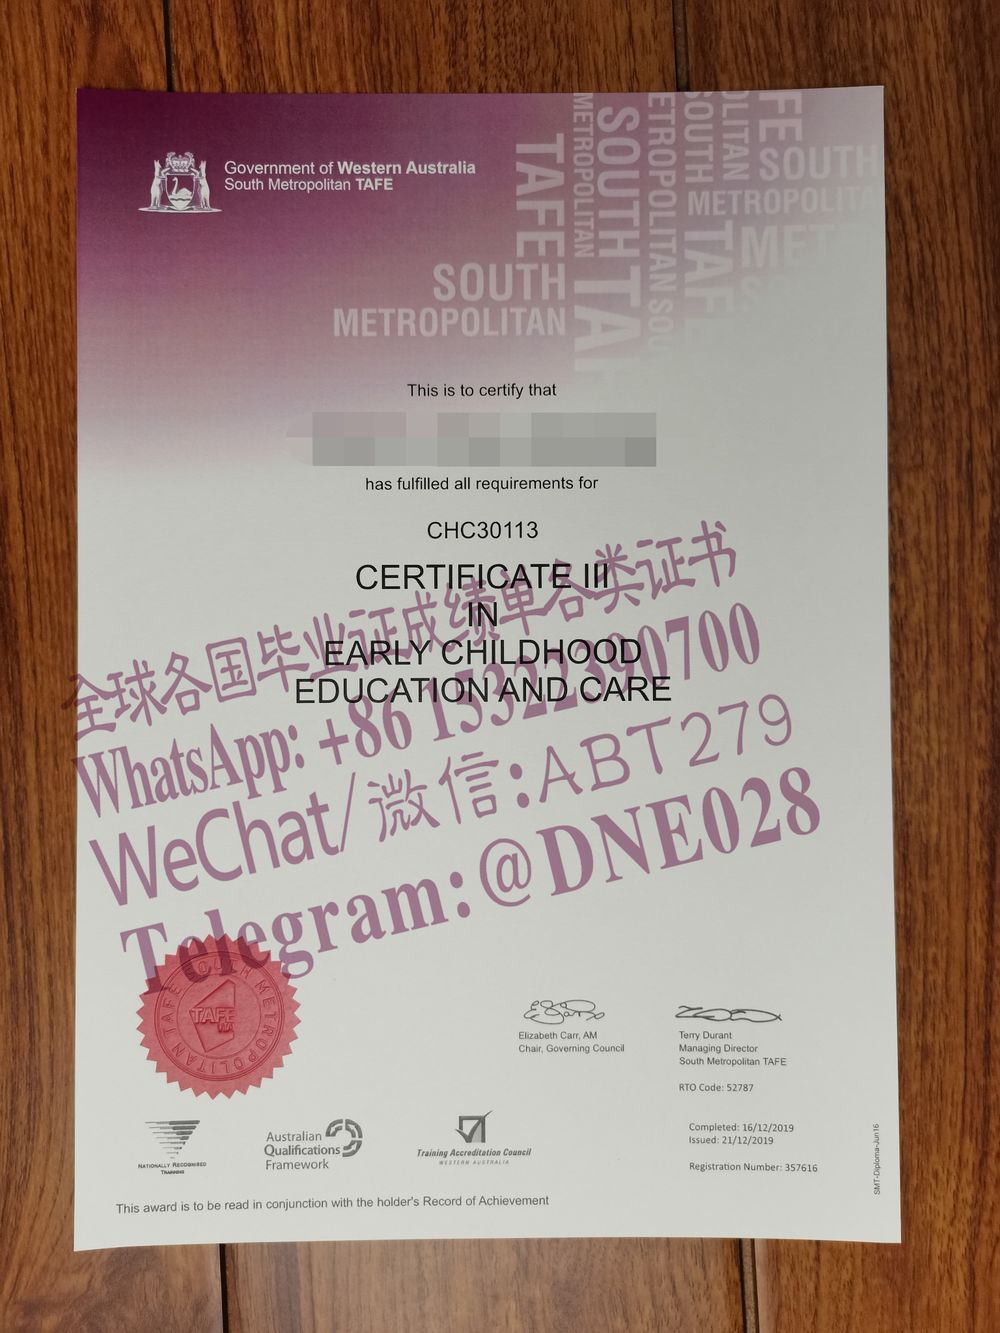 Government of Western Australia
South Metropolitan TAFE
TAFE
METROPOLITAN
SOUTH
TAFE
METROPOLITAN
SOUTH
SOUTH
METROPOLITAN
SOUTH
METROPOLITAN
This is to certify that
has fulfilled all requirements for
CHC30113
CERTIFICATE III
IN
EARLY CHILDHOOD
EDUCATION AND CARE
全球各国毕业证成绩单各类证书
WhatsApp: +86 15322390700
WeChat/微信:ABT279
Telegram:@DNE028
TAFE SOUTH METROPOLITAN
TAFE
WA
Elizabeth Carr, AM
Chair, Governing Council
Terry Durant
Managing Director
South Metropolitan TAFE
RTO Code: 52787
Completed: 16/12/2019
Issued: 21/12/2019
Registration Number: 357616
SMT-Diploma-Jun16
NATIONALLY RECOGNISED
TRAINING
Australian
Qualifications
Framework
Training Accreditation Council
WESTERN AUSTRALIA
This award is to be read in conjunction with the holder's Record of Achievement